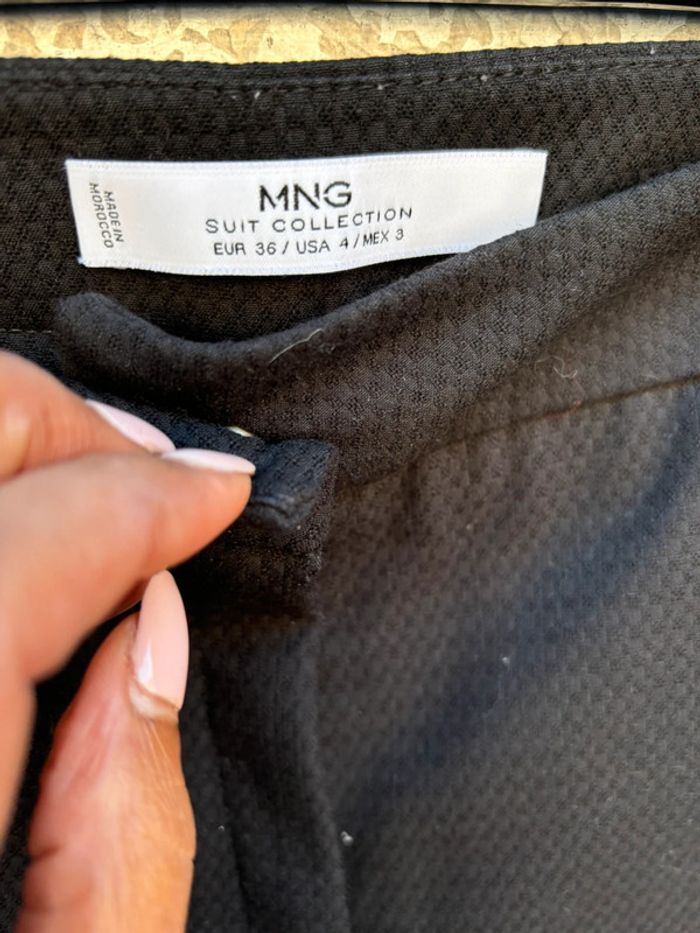 MADE IN
MOROCCO
MNG
SUIT COLLECTION
EUR 36 / USA 4 / MEX 3